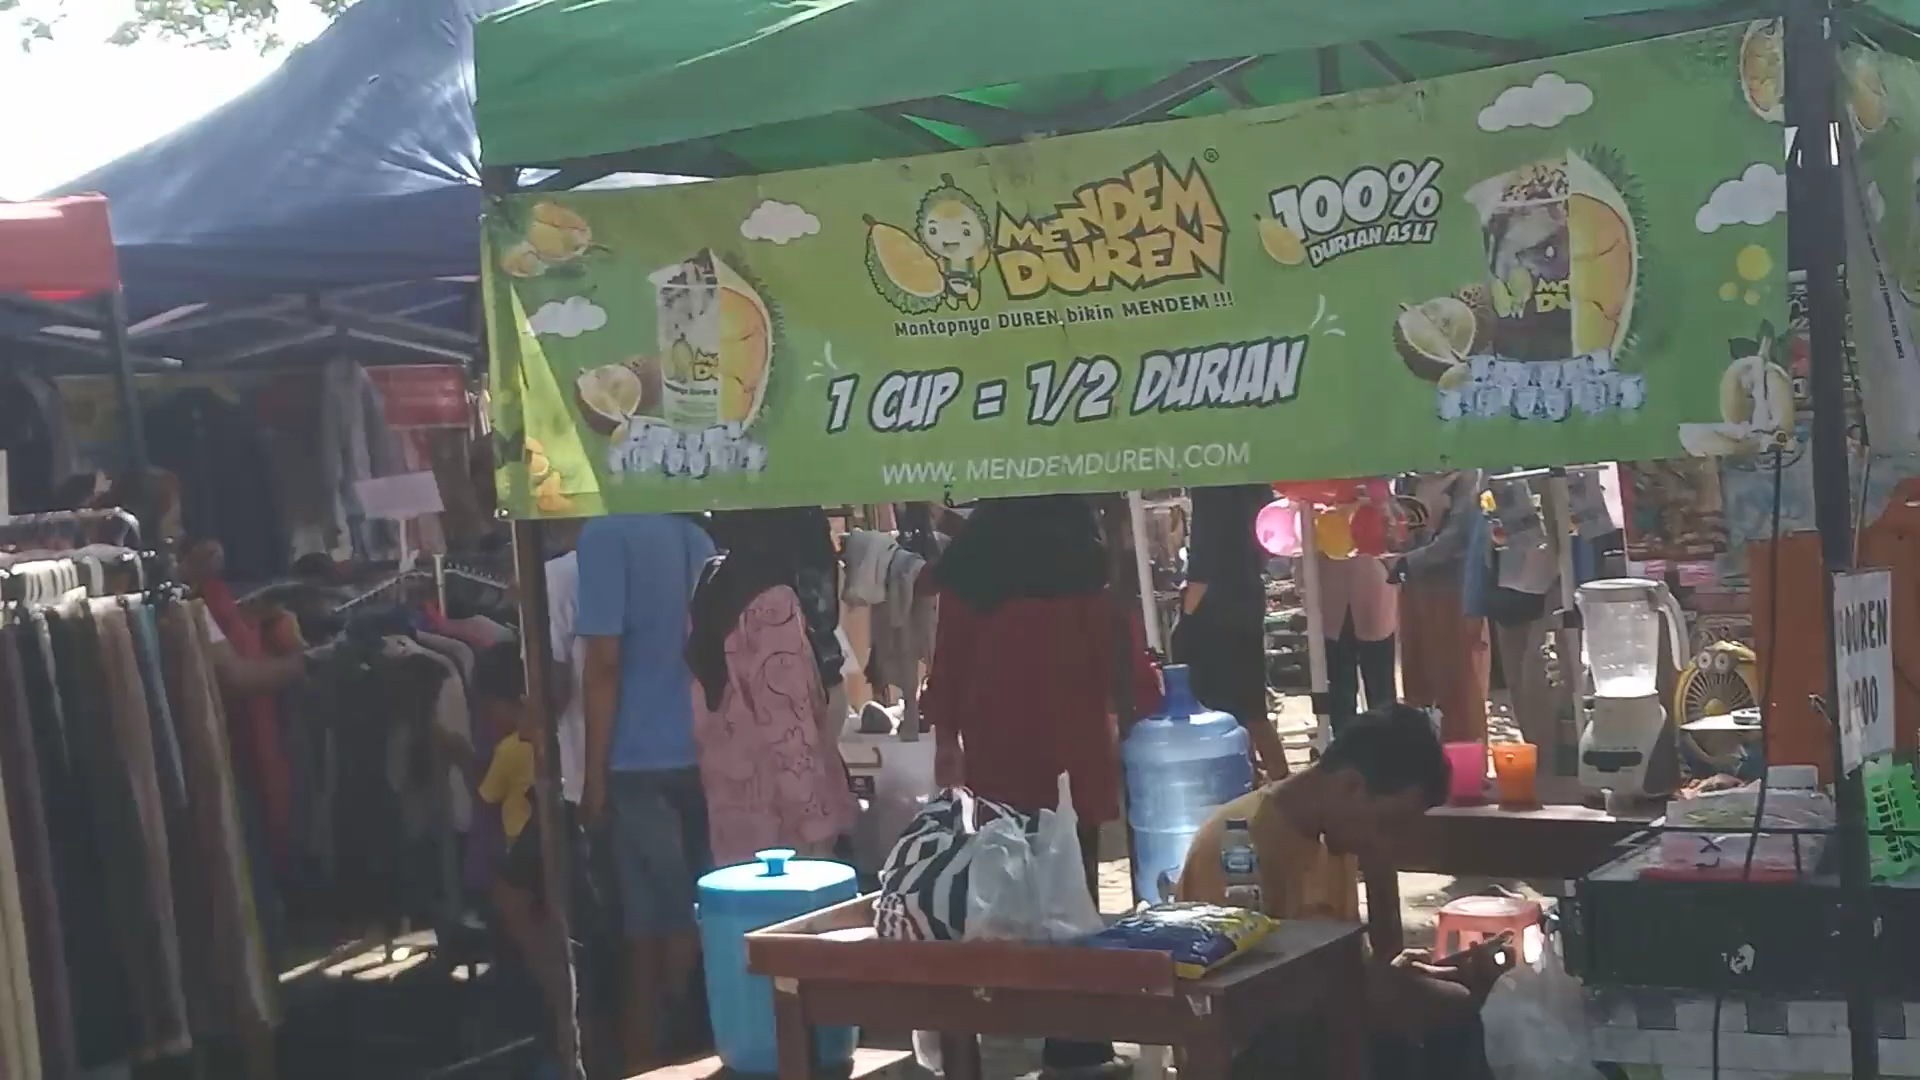 MENDEM
DUREN ®
Mantapnya DUREN, bikin MENDEM !!!
100%
DURIAN ASLI
1 CUP = 1/2 DURIAN
WWW. MENDEMDUREN.COM
DUREN